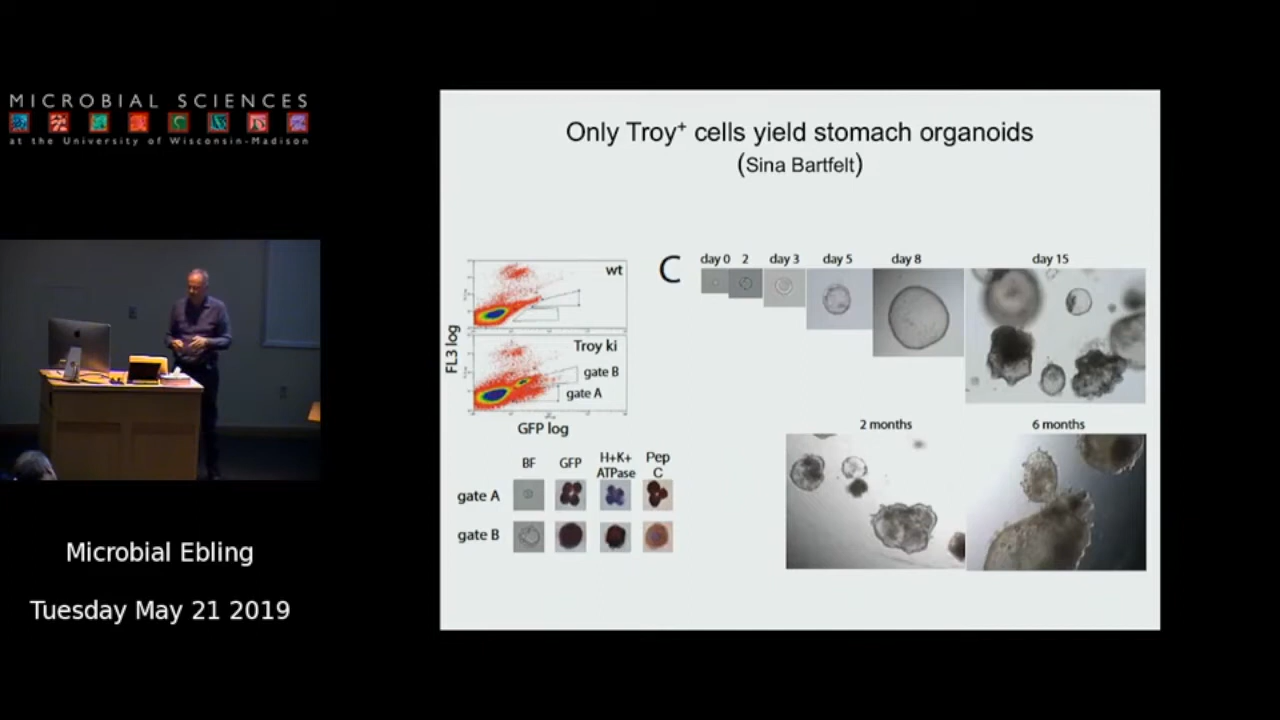 MICROBIAL SCIENCES
at the University of Wisconsin-Madison
Microbial Ebling
Tuesday May 21 2019
Only Troy+ cells yield stomach organoids
(Sina Bartfelt)
wt
Troy ki
gate B
gate A
FL3 log
GFP log
BF GFP H+K+ ATPase Pep C
gate A
gate B
C
day 0 2 day 3 day 5 day 8 day 15
2 months 6 months